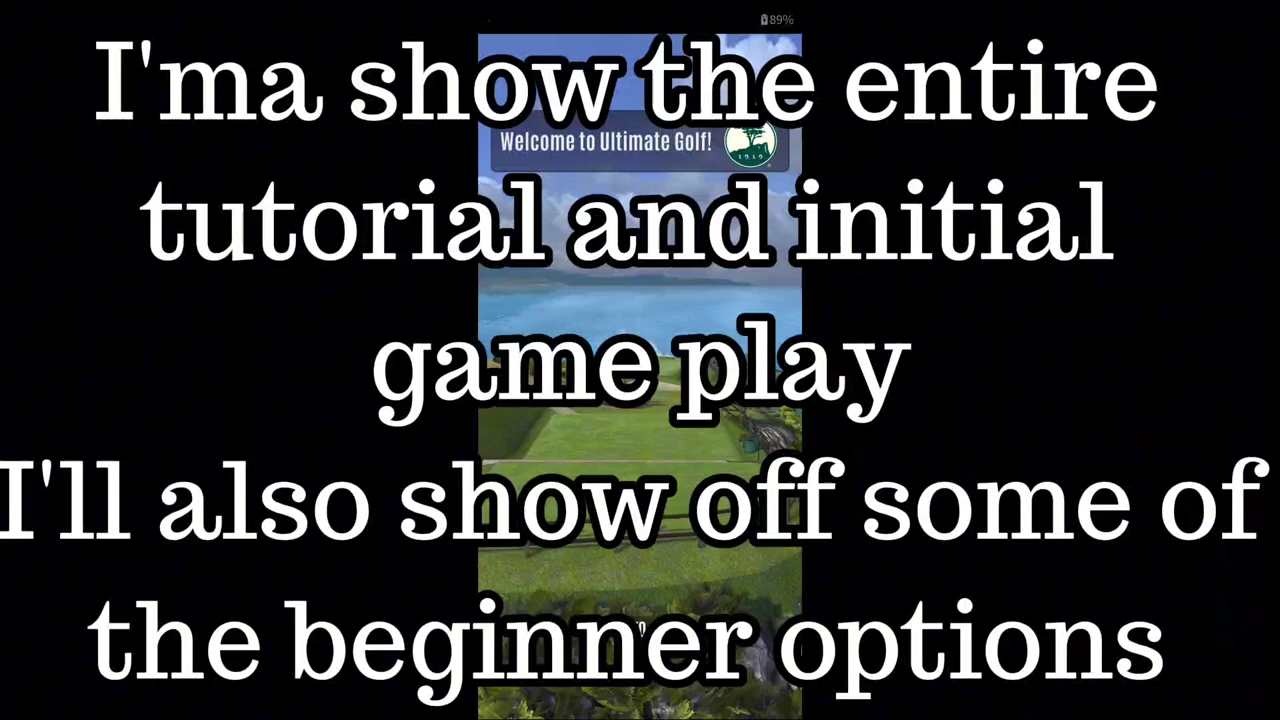 89%
I'ma show the entire
Welcome to Ultimate Golf!
1919
tutorial and initial
game play
I'll also show off some of
the beginner options